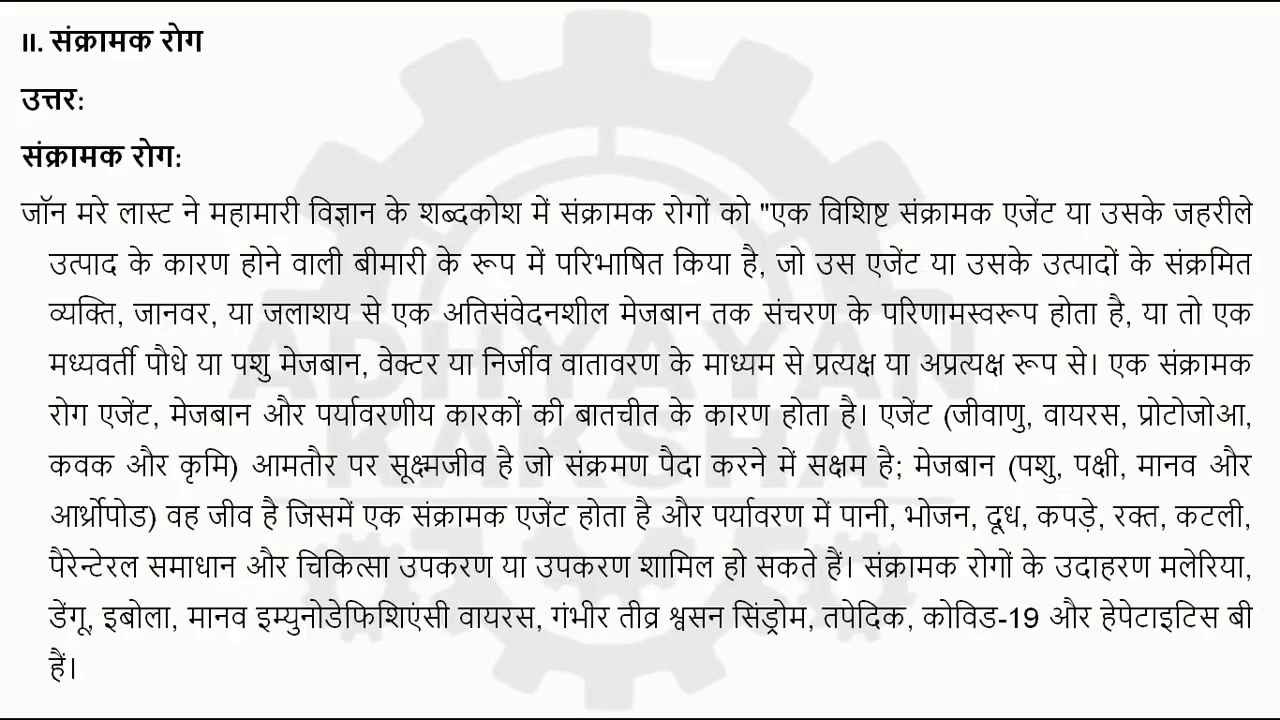 II. संक्रामक रोग
उत्तर:
संक्रामक रोग:
जॉन मरे लास्ट ने महामारी विज्ञान के शब्दकोश में संक्रामक रोगों को "एक विशिष्ट संक्रामक एजेंट या उसके जहरीले
उत्पाद के कारण होने वाली बीमारी के रूप में परिभाषित किया है, जो उस एजेंट या उसके उत्पादों के संक्रमित
व्यक्ति, जानवर, या जलाशय से एक अतिसंवेदनशील मेजबान तक संचरण के परिणामस्वरूप होता है, या तो एक
मध्यवर्ती पौधे या पशु मेजबान, वेक्टर या निर्जीव वातावरण के माध्यम से प्रत्यक्ष या अप्रत्यक्ष रूप से। एक संक्रामक
रोग एजेंट, मेजबान और पर्यावरणीय कारकों की बातचीत के कारण होता है। एजेंट (जीवाणु, वायरस, प्रोटोजोआ,
कवक और कृमि) आमतौर पर सूक्ष्मजीव है जो संक्रमण पैदा करने में सक्षम है; मेजबान (पशु, पक्षी, मानव और
आर्थ्रोपोड) वह जीव है जिसमें एक संक्रामक एजेंट होता है और पर्यावरण में पानी, भोजन, दूध, कपड़े, रक्त, कटली,
पैरेन्टेरल समाधान और चिकित्सा उपकरण या उपकरण शामिल हो सकते हैं। संक्रामक रोगों के उदाहरण मलेरिया,
डेंगू, इबोला, मानव इम्युनोडेफिशिएंसी वायरस, गंभीर तीव्र श्वसन सिंड्रोम, तपेदिक, कोविड-19 और हेपेटाइटिस बी
हैं।
ADHYAYAN
KAKSHA